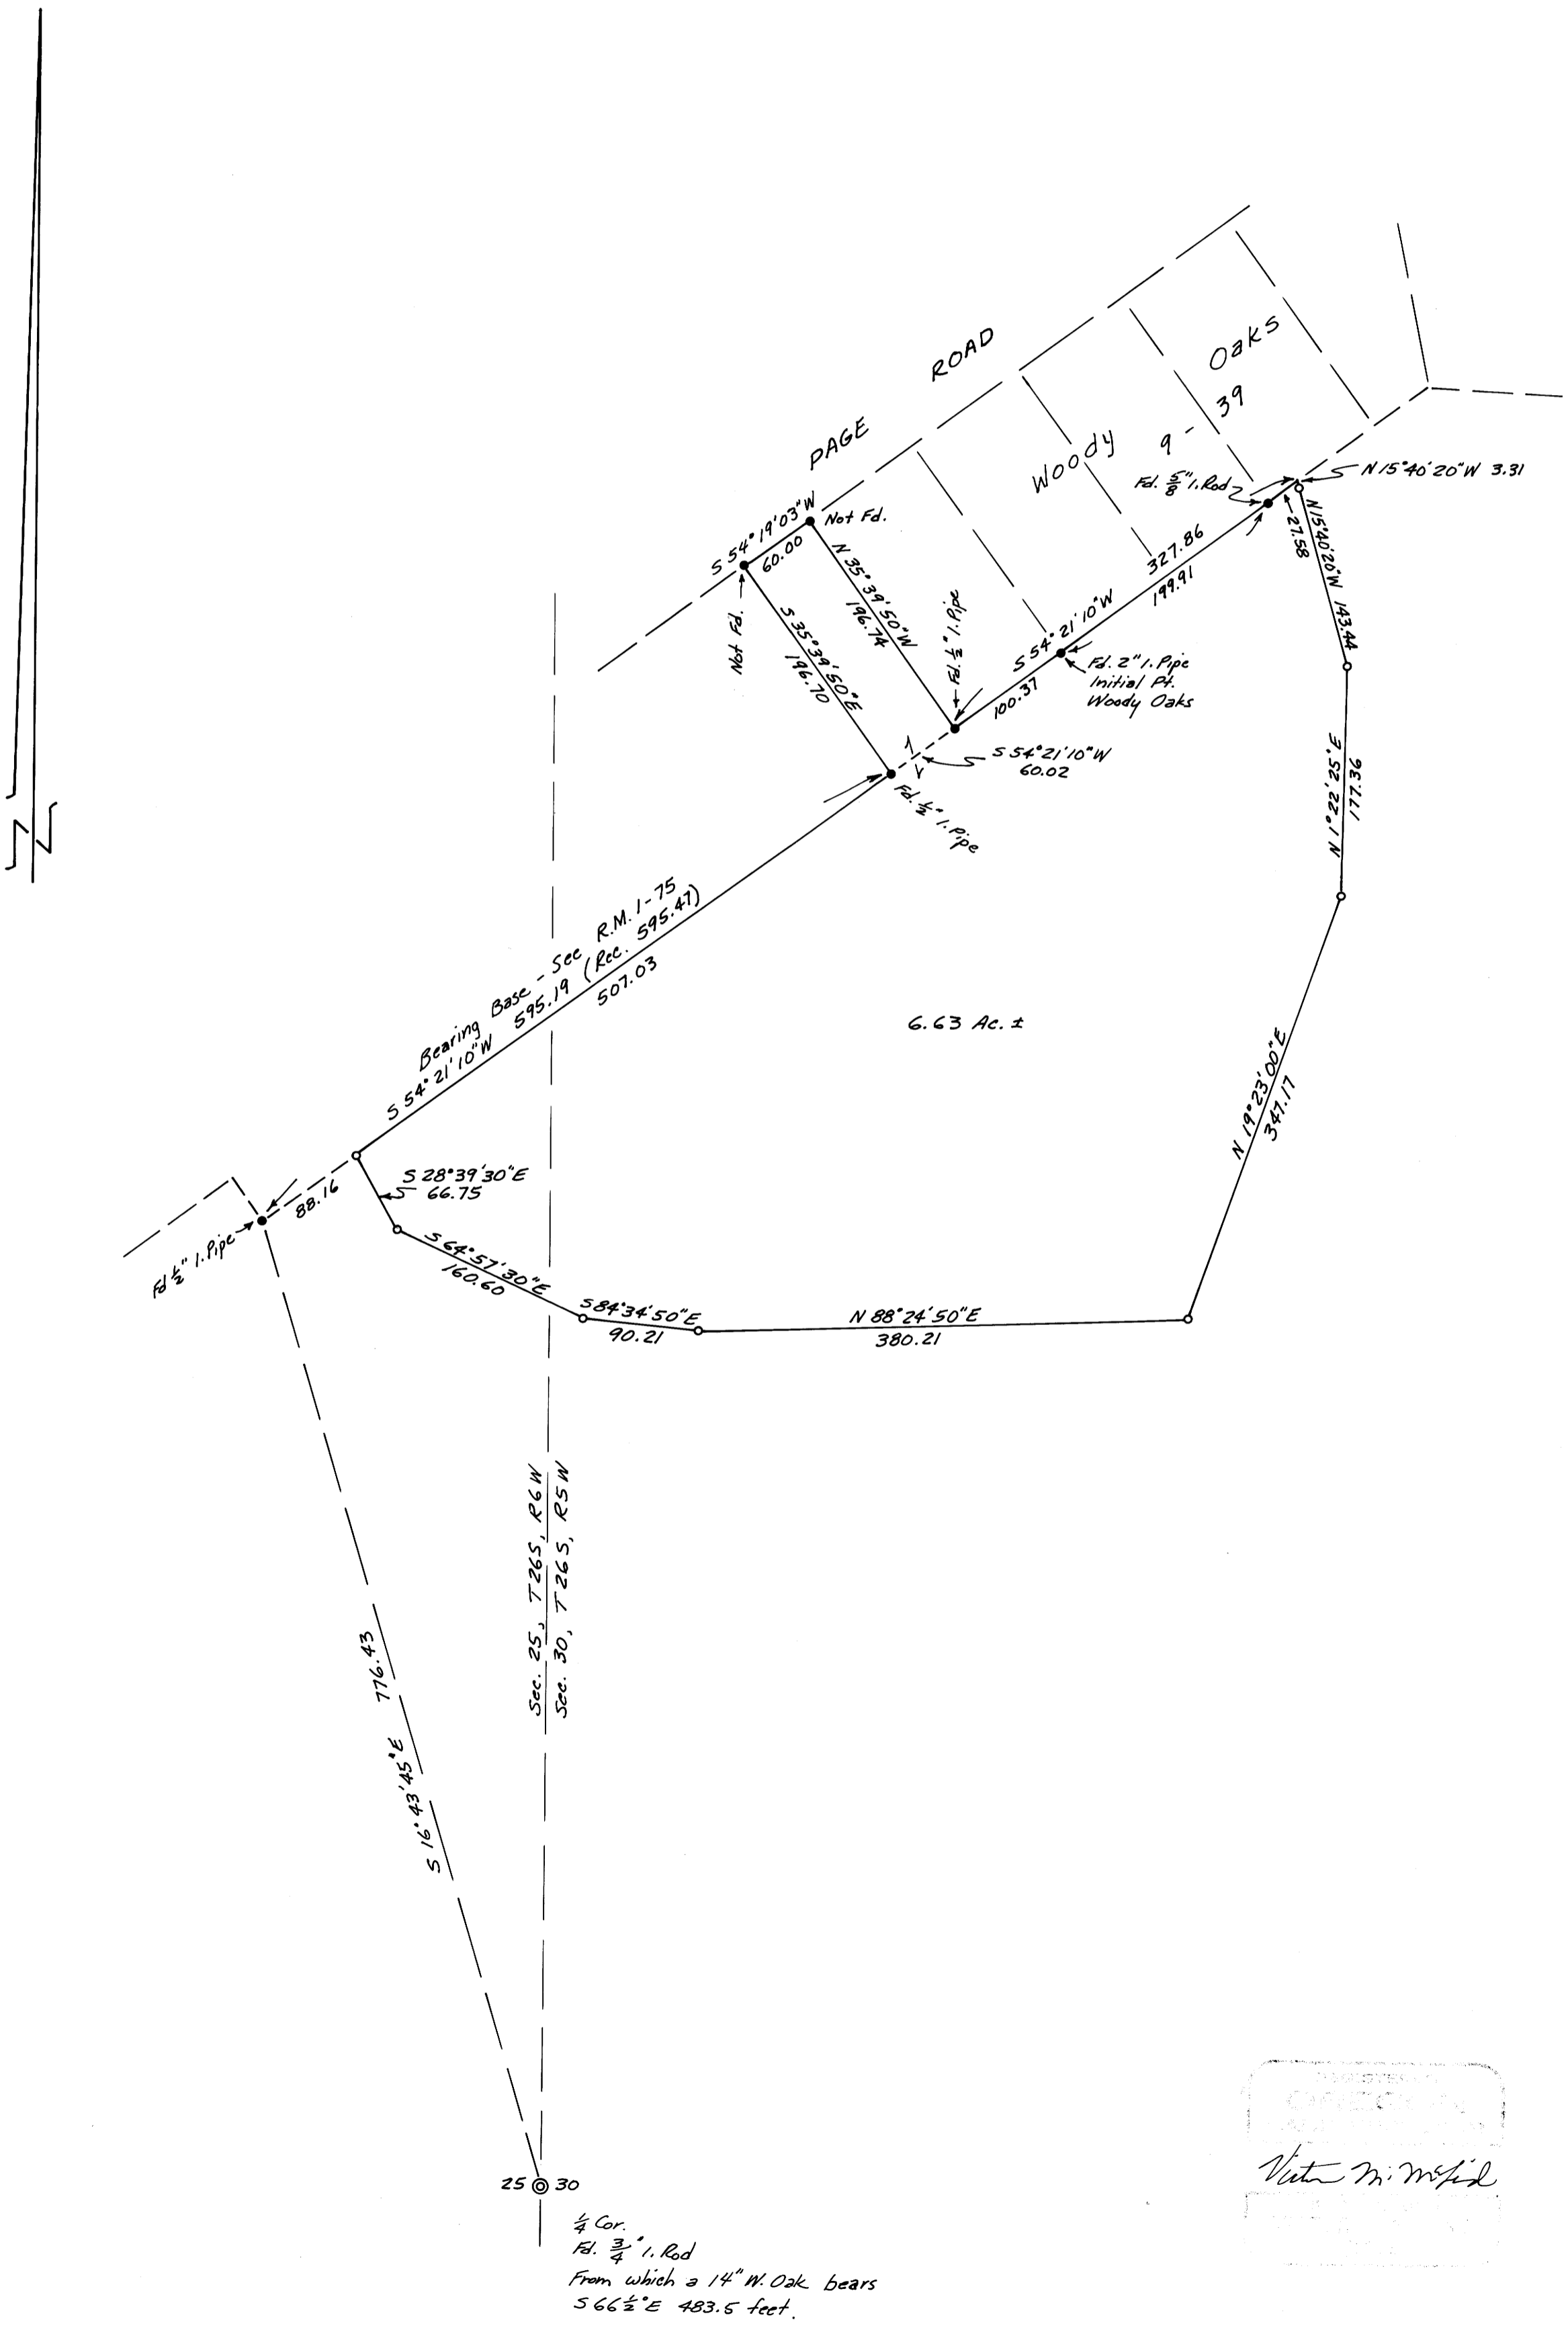 Oaks
PAGE ROAD
Woody
9 - 39
N 15°40'20"W 3.31
Fd. 5/8" I. Rod
27.58
N 15°40'20"W 143.44
S 54°19'03"W
60.00
Not Fd.
Not Fd.
N 35°39'50"W
196.74
S 35°39'50"E
196.70
Fd. 1/2" I. Pipe
327.86
S 54°21'10"W
199.91
100.37
Fd. 2" I. Pipe
Initial Pt.
Woody Oaks
S 54°21'10"W
60.02
Fd. 1/2" I. Pipe
N 1°22'25"E
177.36
Bearing Base - See R.M. 1-75
S 54°21'10"W 595.19 (Rec. 595.47)
507.03
6.63 Ac. ±
N 19°23'00"E
347.17
88.16
Fd 1/2" I. Pipe
S 28°39'30"E
66.75
S 64°57'30"E
160.60
S 84°34'50"E
90.21
N 88°24'50"E
380.21
Sec. 25, T26S, R6W
Sec. 30, T26S, R5W
S 16°43'45"E 776.43
25 30
1/4 Cor.
Fd. 3/4" I. Rod
From which a 14" W. Oak bears
S 66 1/2°E 483.5 feet.